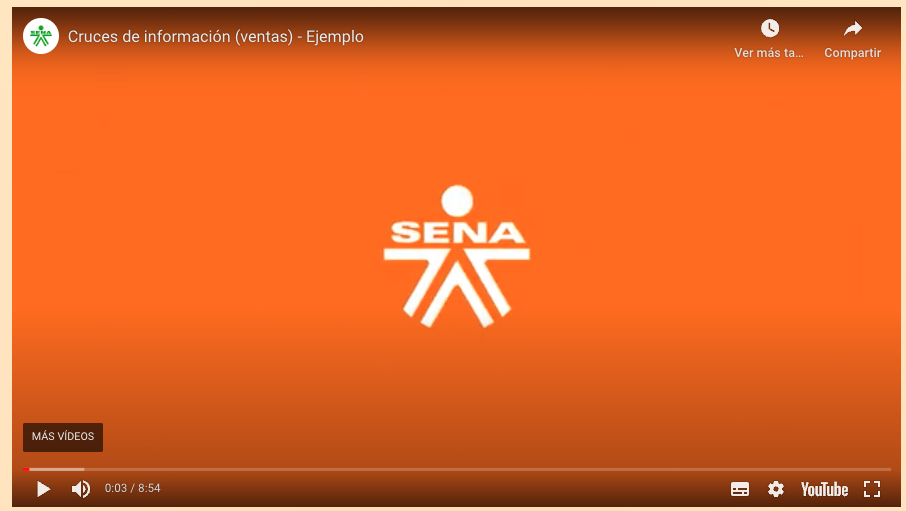 SENA
Cruces de información (ventas) - Ejemplo
Ver más ta...
Compartir
SENA
MÁS VÍDEOS
0:03 / 8:54
YouTube